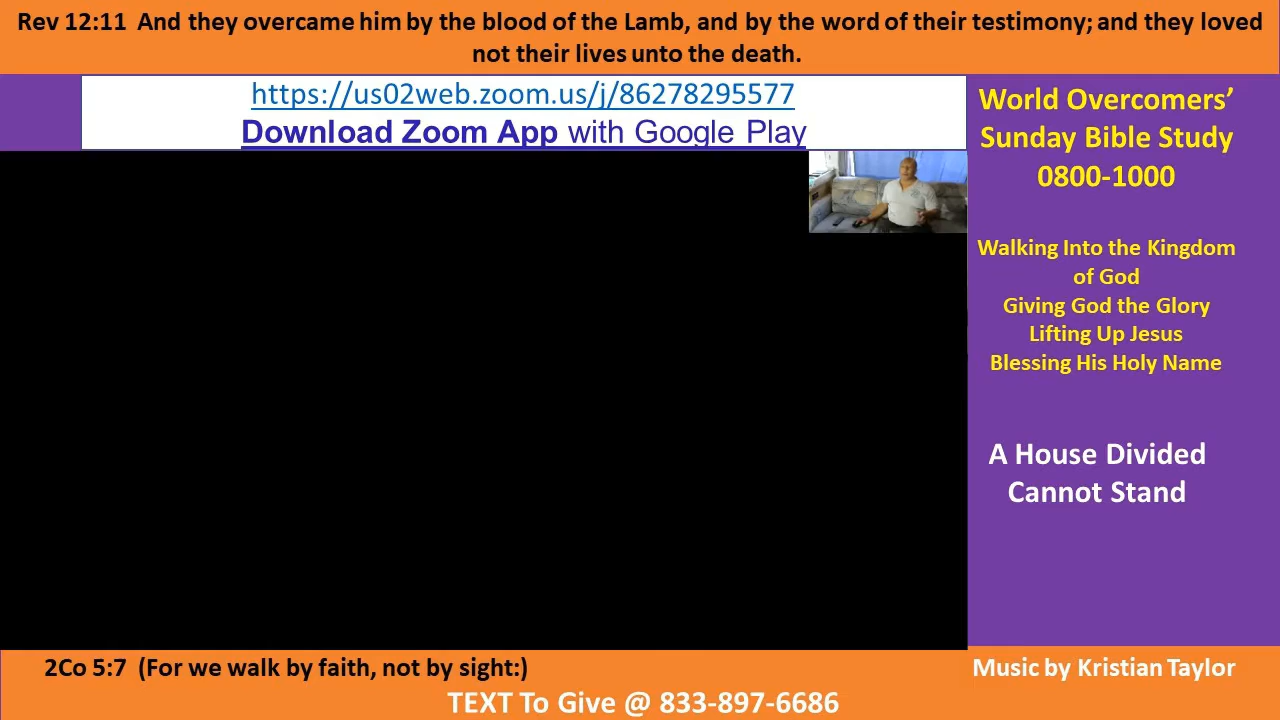 Rev 12:11  And they overcame him by the blood of the Lamb, and by the word of their testimony; and they loved
not their lives unto the death.
https://us02web.zoom.us/j/86278295577
Download Zoom App with Google Play
World Overcomers’
Sunday Bible Study
0800-1000
Walking Into the Kingdom
of God
Giving God the Glory
Lifting Up Jesus
Blessing His Holy Name
A House Divided
Cannot Stand
2Co 5:7  (For we walk by faith, not by sight:)
Music by Kristian Taylor
TEXT To Give @ 833-897-6686